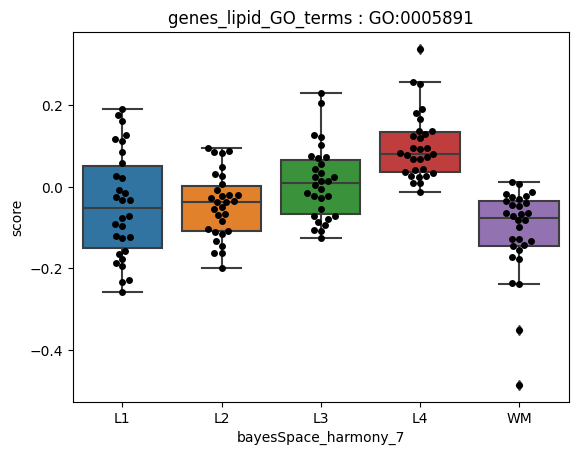 genes_lipid_GO_terms : GO:0005891
score
0.2
0.0
−0.2
−0.4
L1 L2 L3 L4 WM
bayesSpace_harmony_7